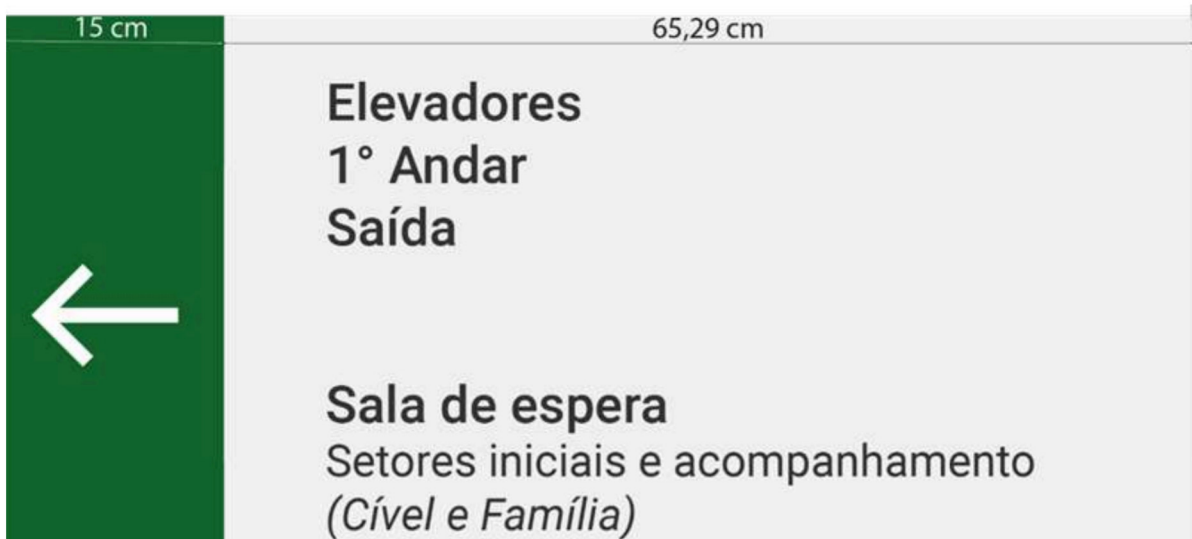 15 cm
65,29 cm
Elevadores
1° Andar
Saída
Sala de espera
Setores iniciais e acompanhamento
(Cível e Família)